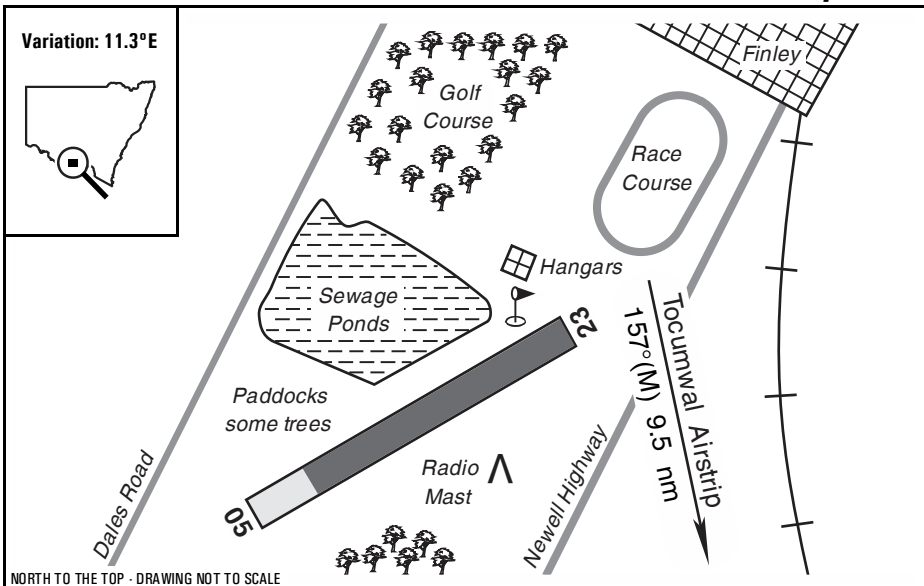 Variation: 11.3ºE
Finley
Golf
Course
Race
Course
Hangars
Sewage
Ponds
23
Tocumwal Airstrip
157°(M) 9.5 nm
Paddocks
some trees
Radio
Mast
05
Dales Road
Newell Highway
NORTH TO THE TOP - DRAWING NOT TO SCALE